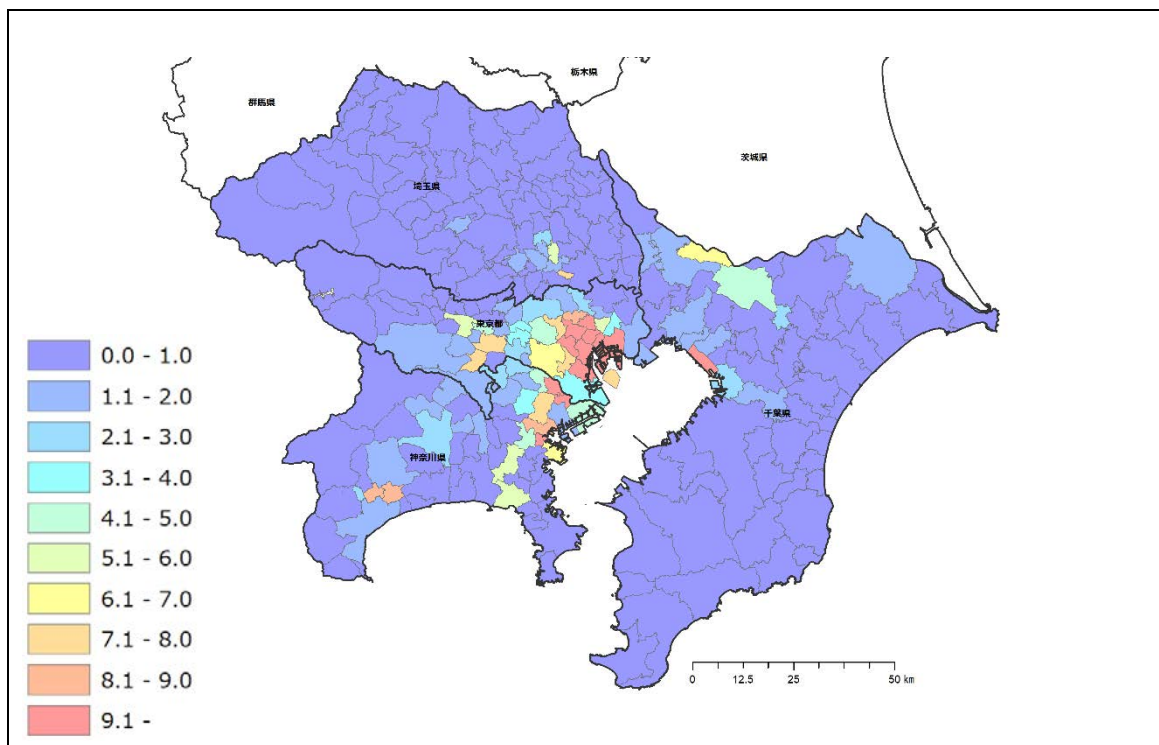 栃木県
群馬県
茨城県
埼玉県
東京都
千葉県
神奈川県
0.0 - 1.0
1.1 - 2.0
2.1 - 3.0
3.1 - 4.0
4.1 - 5.0
5.1 - 6.0
6.1 - 7.0
7.1 - 8.0
8.1 - 9.0
9.1 -
0 12.5 25 50 km